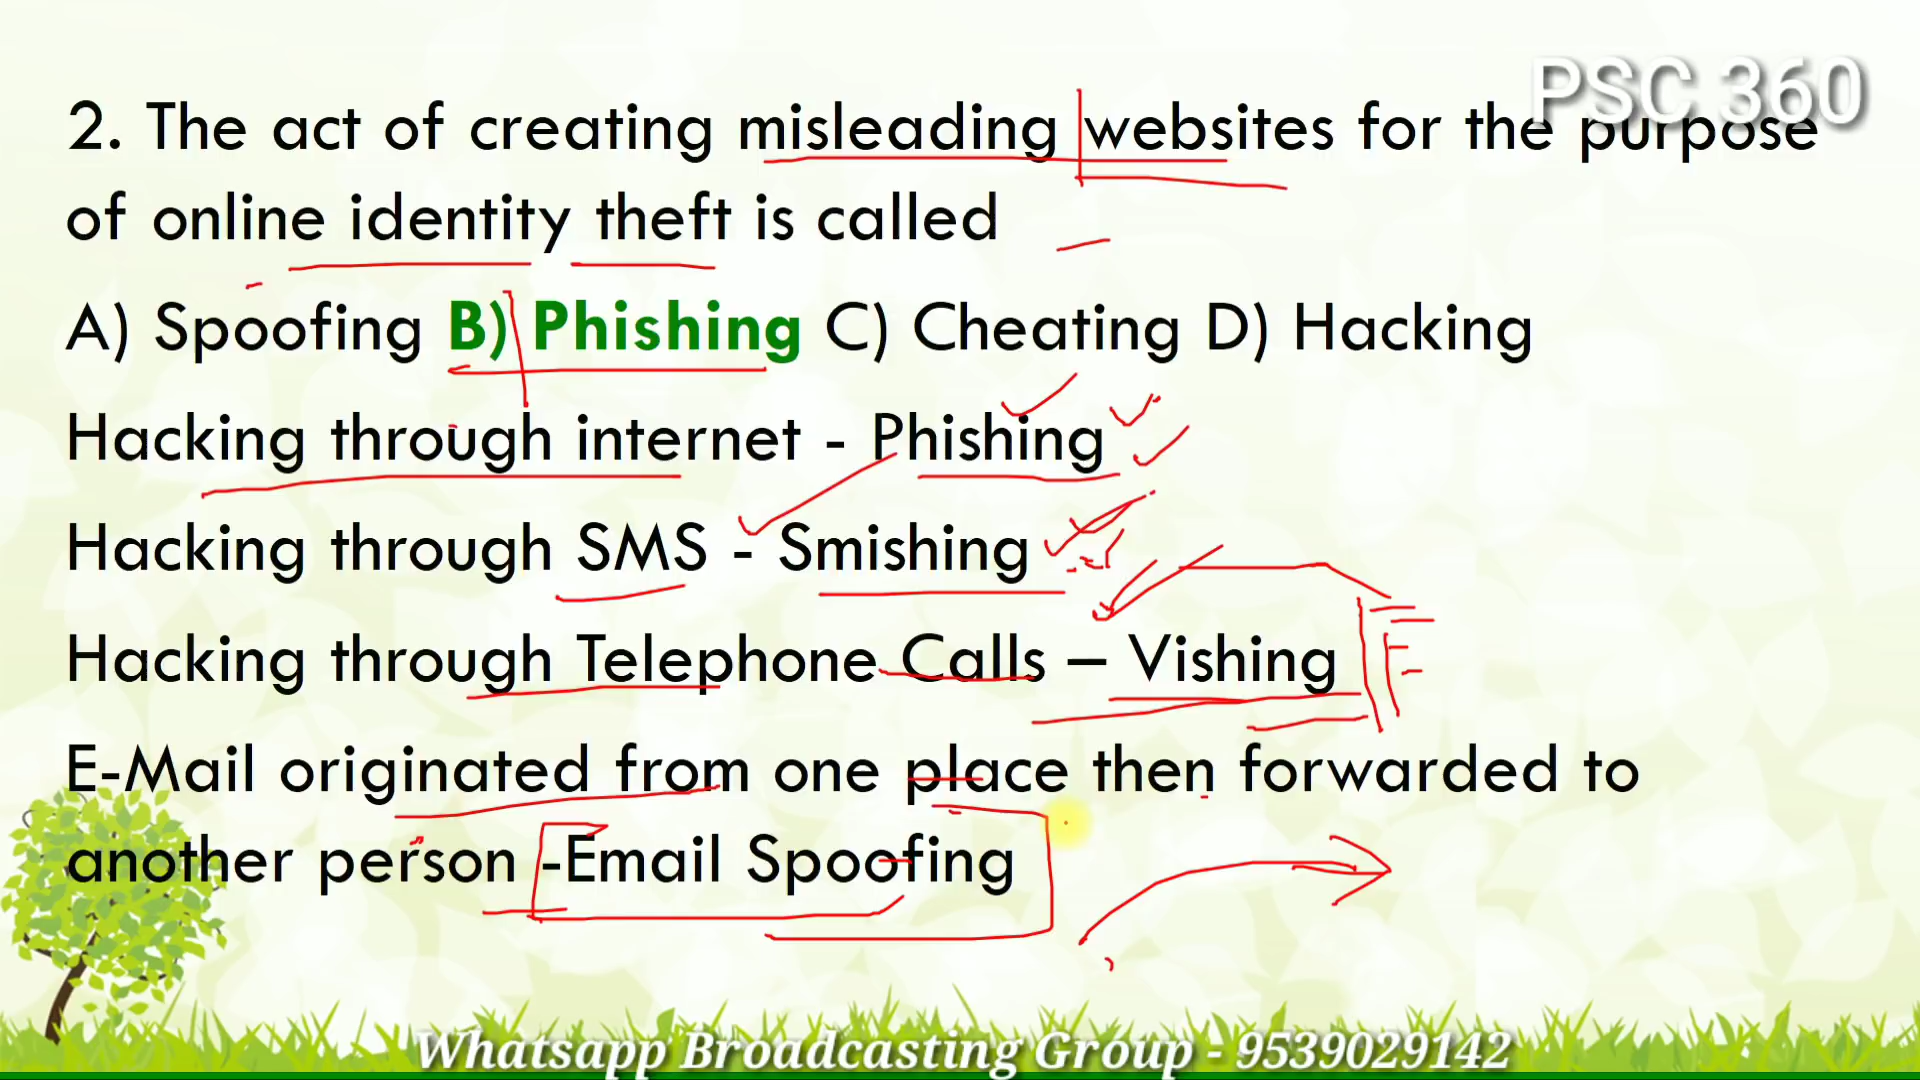 PSC 360
2. The act of creating misleading websites for the purpose
of online identity theft is called
A) Spoofing B) Phishing C) Cheating D) Hacking
Hacking through internet - Phishing
Hacking through SMS - Smishing
Hacking through Telephone Calls – Vishing
E-Mail originated from one place then forwarded to
another person -Email Spoofing
Whatsapp Broadcasting Group - 9539029142